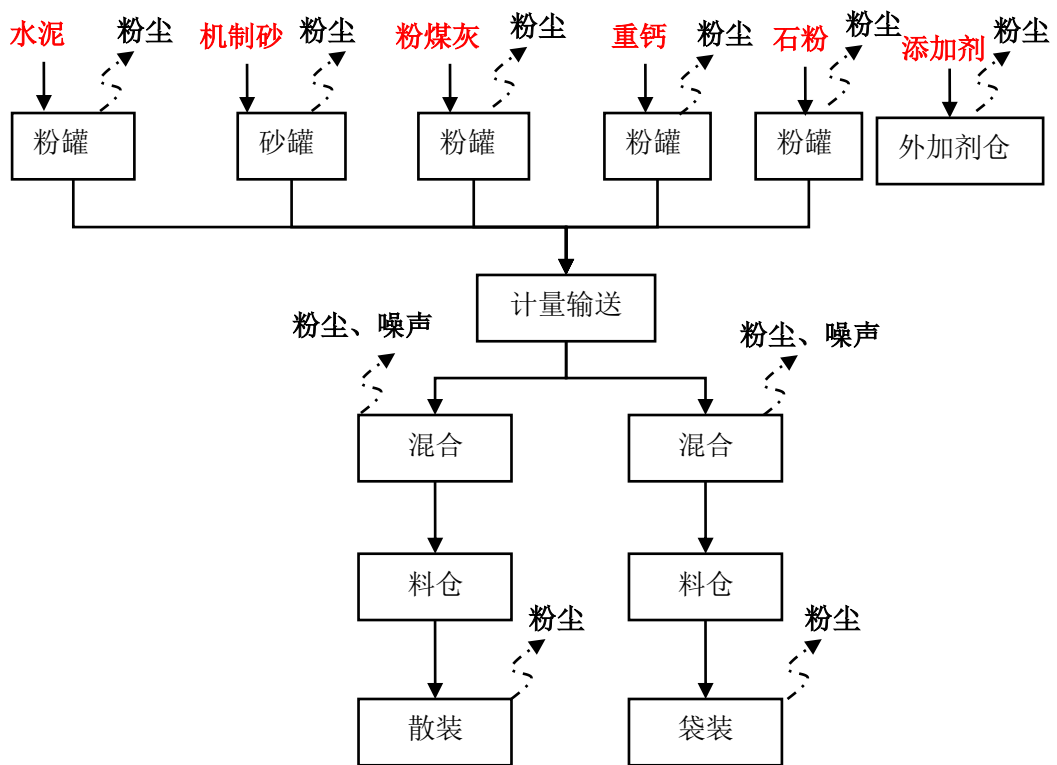 水泥 粉尘 机制砂 粉尘 粉煤灰 粉尘 重钙 粉尘 石粉 粉尘 添加剂 粉尘
粉罐 砂罐 粉罐 粉罐 粉罐 外加剂仓
计量输送
粉尘、噪声 粉尘、噪声
混合 混合
料仓 料仓
粉尘 粉尘
散装 袋装